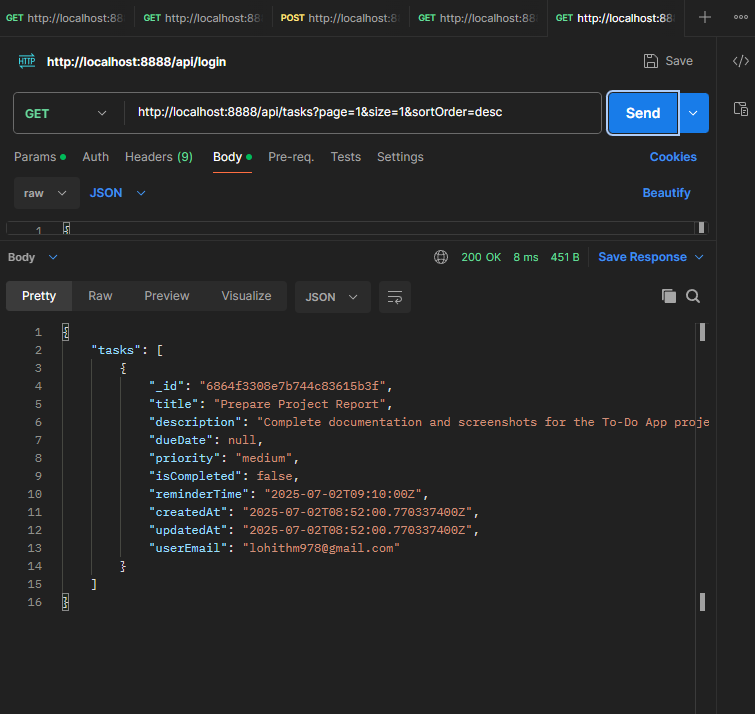 GET http://localhost:88 GET http://localhost:88 POST http://localhost:8 GET http://localhost:88 GET http://localhost:88
HTTP http://localhost:8888/api/login Save
GET http://localhost:8888/api/tasks?page=1&size=1&sortOrder=desc Send
Params Auth Headers (9) Body Pre-req. Tests Settings Cookies
raw JSON Beautify
1 {
Body 200 OK 8 ms 451 B Save Response
Pretty Raw Preview Visualize JSON
1 {
2 "tasks": [
3 {
4 "_id": "6864f3308e7b744c83615b3f",
5 "title": "Prepare Project Report",
6 "description": "Complete documentation and screenshots for the To-Do App proje
7 "dueDate": null,
8 "priority": "medium",
9 "isCompleted": false,
10 "reminderTime": "2025-07-02T09:10:00Z",
11 "createdAt": "2025-07-02T08:52:00.770337400Z",
12 "updatedAt": "2025-07-02T08:52:00.770337400Z",
13 "userEmail": "lohithm978@gmail.com"
14 }
15 ]
16 }